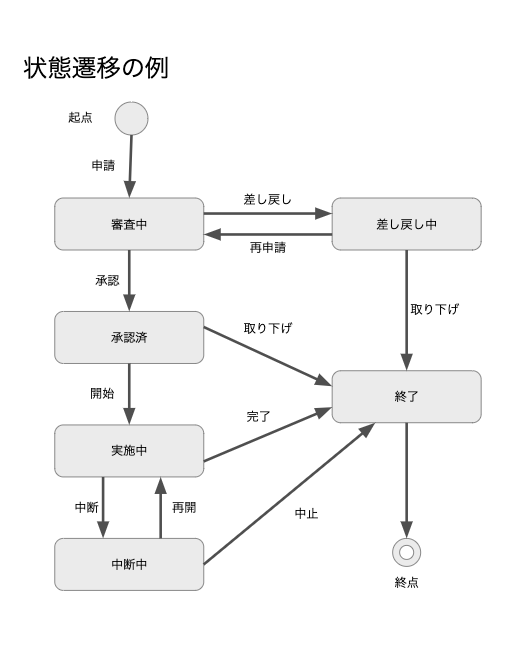 状態遷移の例
起点
申請
審査中
差し戻し
差し戻し中
再申請
承認
取り下げ
承認済
取り下げ
開始
終了
完了
実施中
中断
再開
中止
中断中
終点